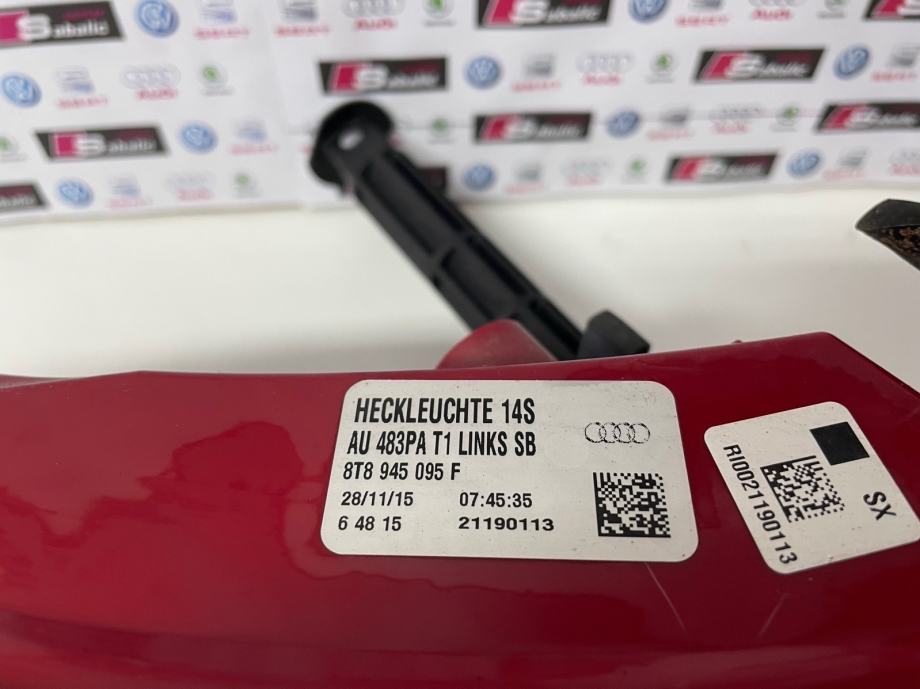 HECKLEUCHTE 14S
AU 483PA T1 LINKS SB
8T8 945 095 F
28/11/15 07:45:35
6 48 15 21190113
RI0021190113
SX